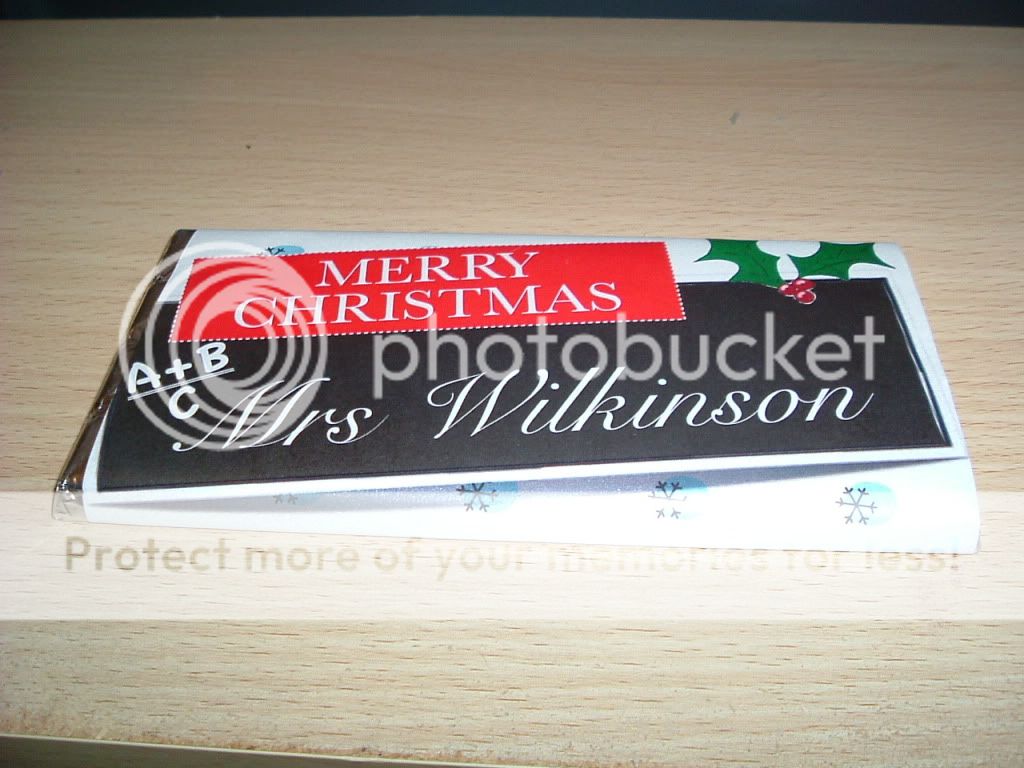 MERRY
CHRISTMAS
A+B
C
Mrs Wilkinson
photobucket
Protect more of your memories for less!